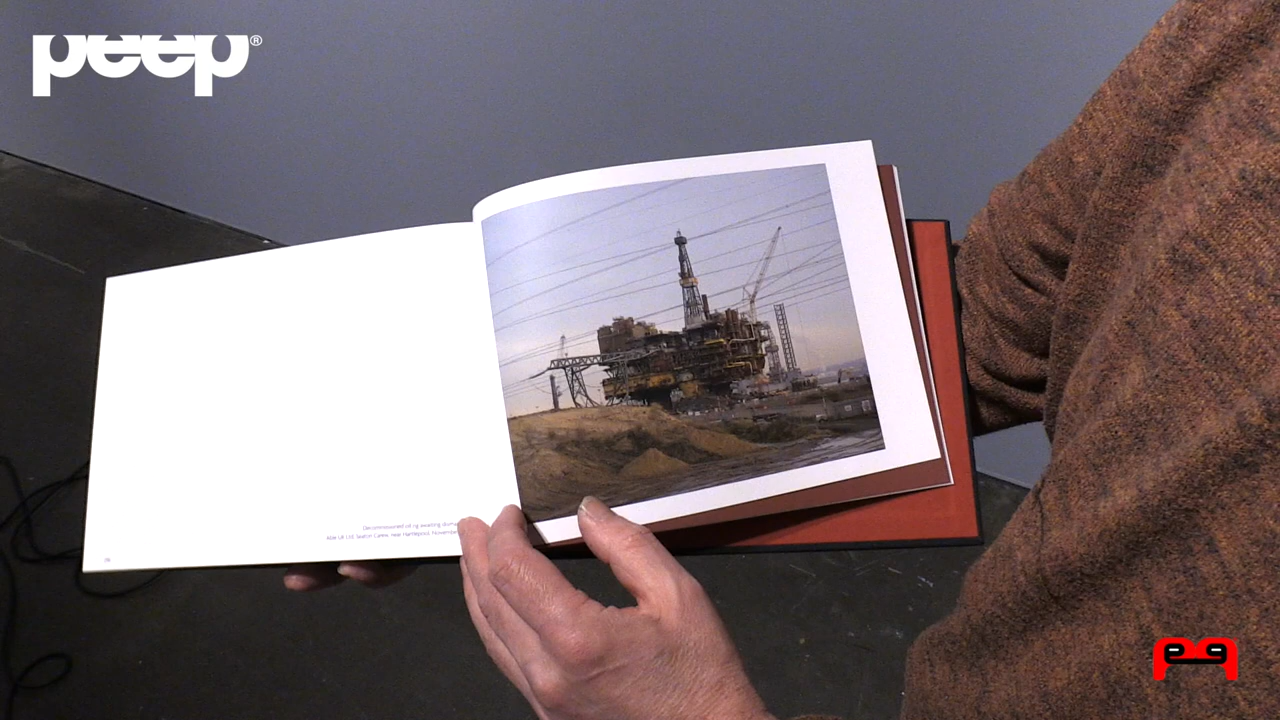 peep®
Decommissioned oil rig awaiting
Able UK Ltd, Seaton Carew, near Hartlepool, November